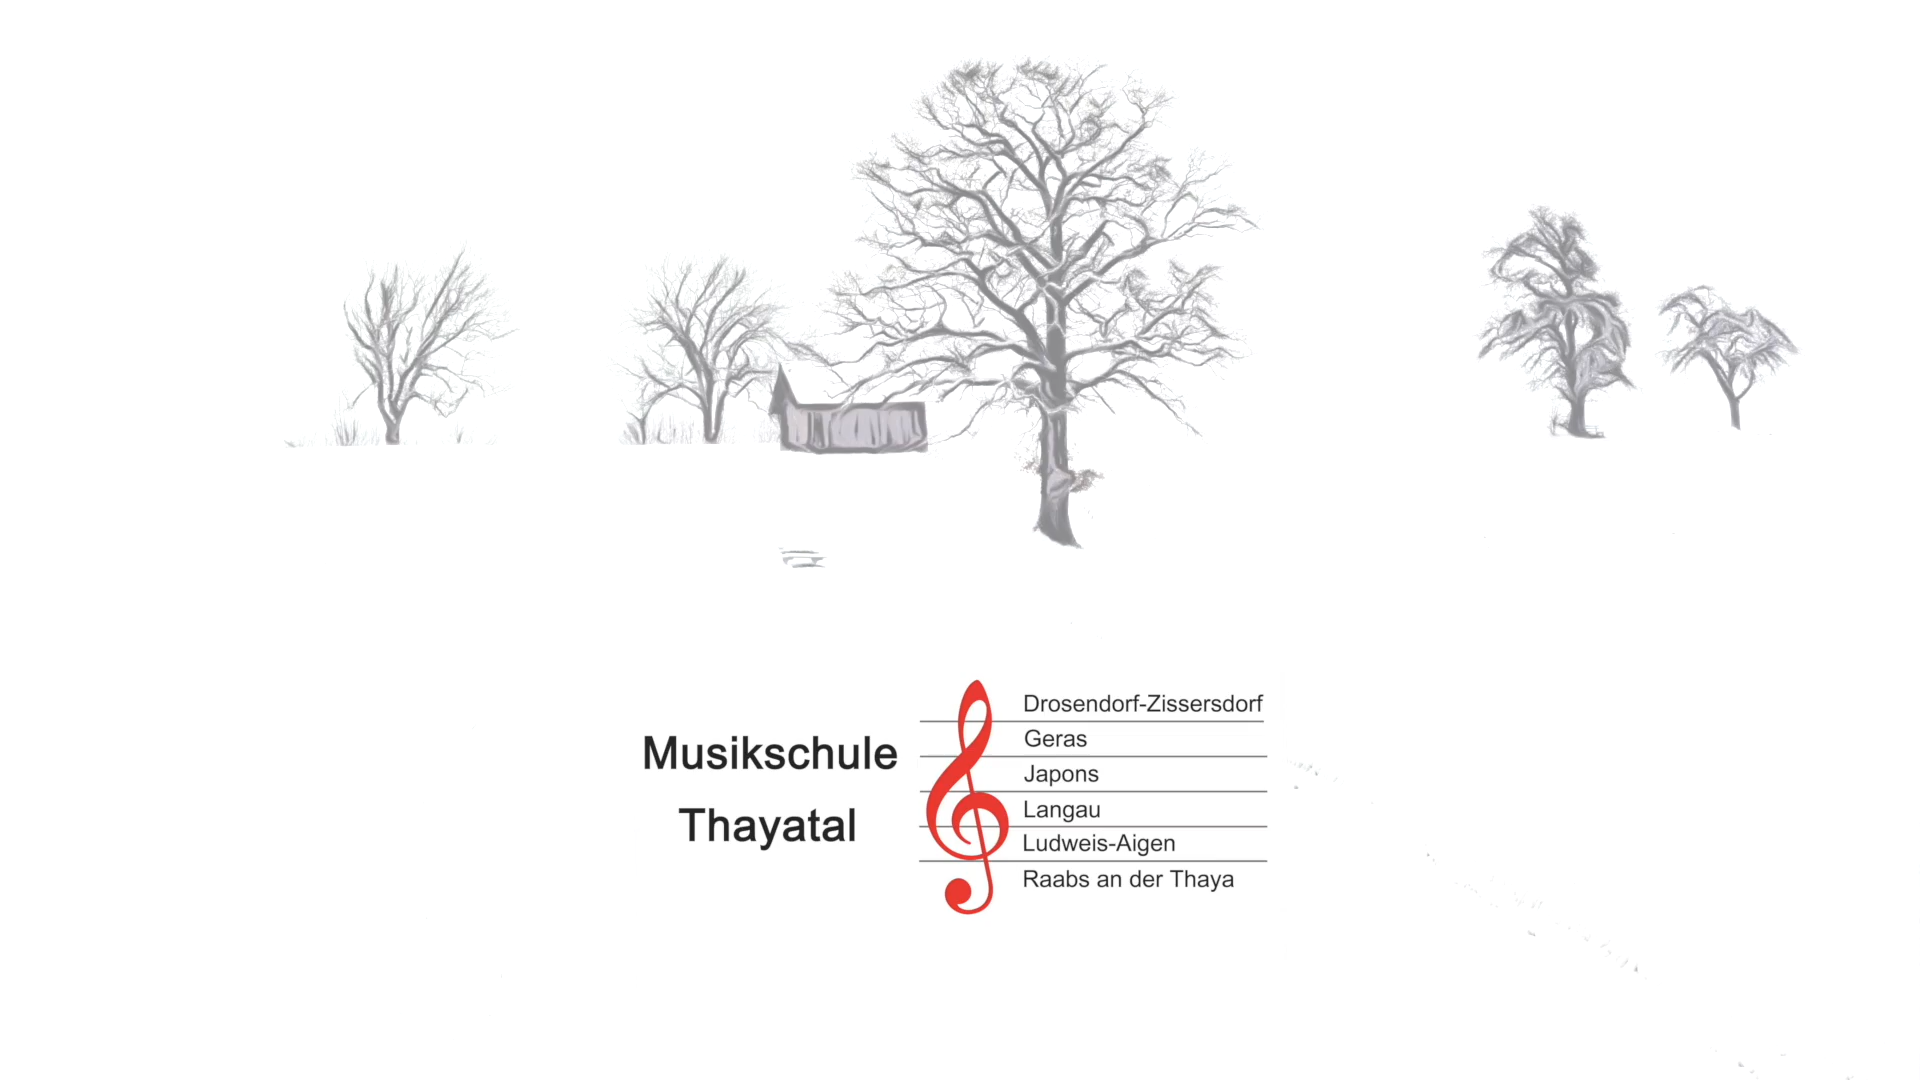 Musikschule
Thayatal
Drosendorf-Zissersdorf
Geras
Japons
Langau
Ludweis-Aigen
Raabs an der Thaya